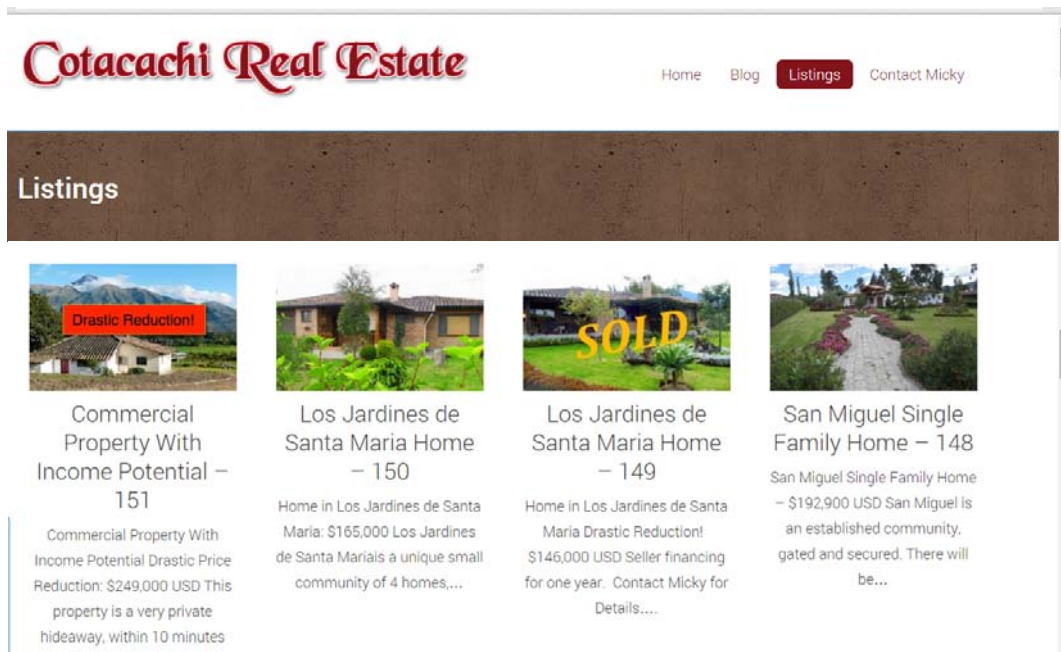 Cotacachi Real Estate
Home Blog Listings Contact Micky
Listings
Drastic Reduction!
Commercial
Property With
Income Potential –
151
Commercial Property With
Income Potential Drastic Price
Reduction: $249,000 USD This
property is a very private
hideaway, within 10 minutes
Los Jardines de
Santa Maria Home
– 150
Home in Los Jardines de Santa
Maria: $165,000 Los Jardines
de Santa Mariais a unique small
community of 4 homes,...
SOLD
Los Jardines de
Santa Maria Home
– 149
Home in Los Jardines de Santa
Maria Drastic Reduction!
$146,000 USD Seller financing
for one year. Contact Micky for
Details....
San Miguel Single
Family Home – 148
San Miguel Single Family Home
– $192,900 USD San Miguel is
an established community,
gated and secured. There will
be...